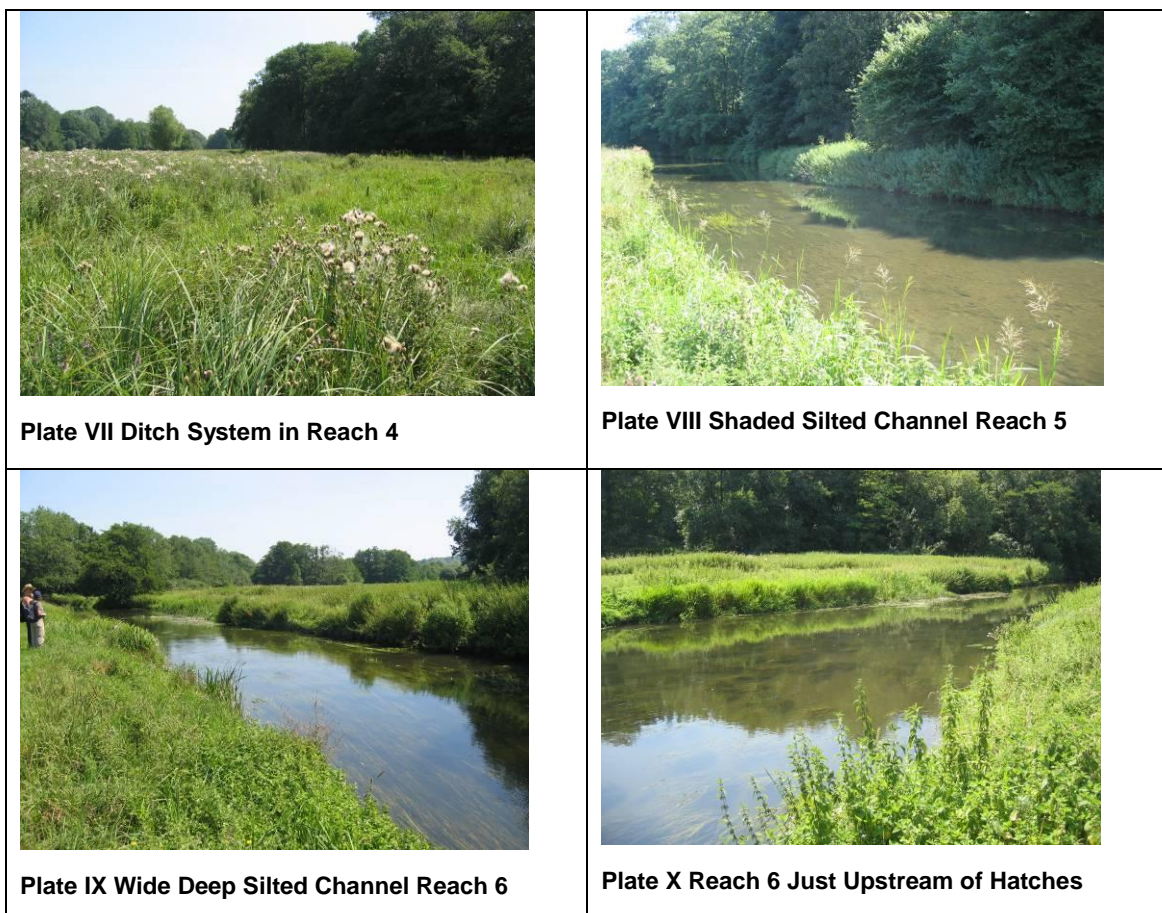 Plate VII Ditch System in Reach 4
Plate VIII Shaded Silted Channel Reach 5
Plate IX Wide Deep Silted Channel Reach 6
Plate X Reach 6 Just Upstream of Hatches